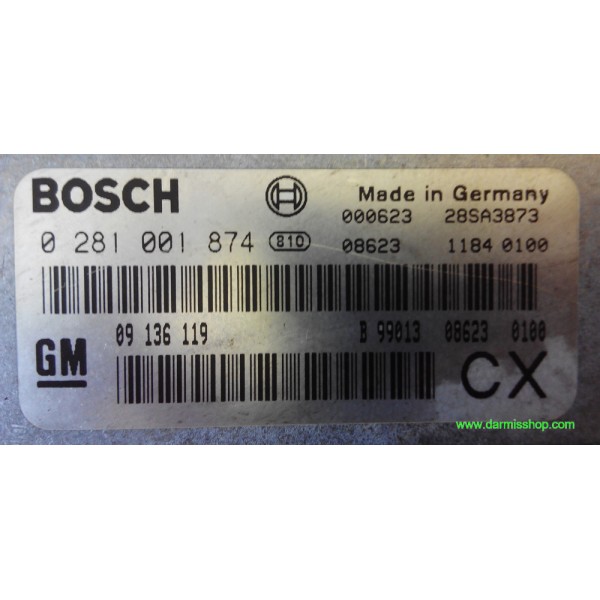 BOSCH Made in Germany
000623 28SA3873
0 281 001 874 810 08623 1184 0100
GM 09 136 119 B 99013 08623 0100
CX
www.darmisshop.com